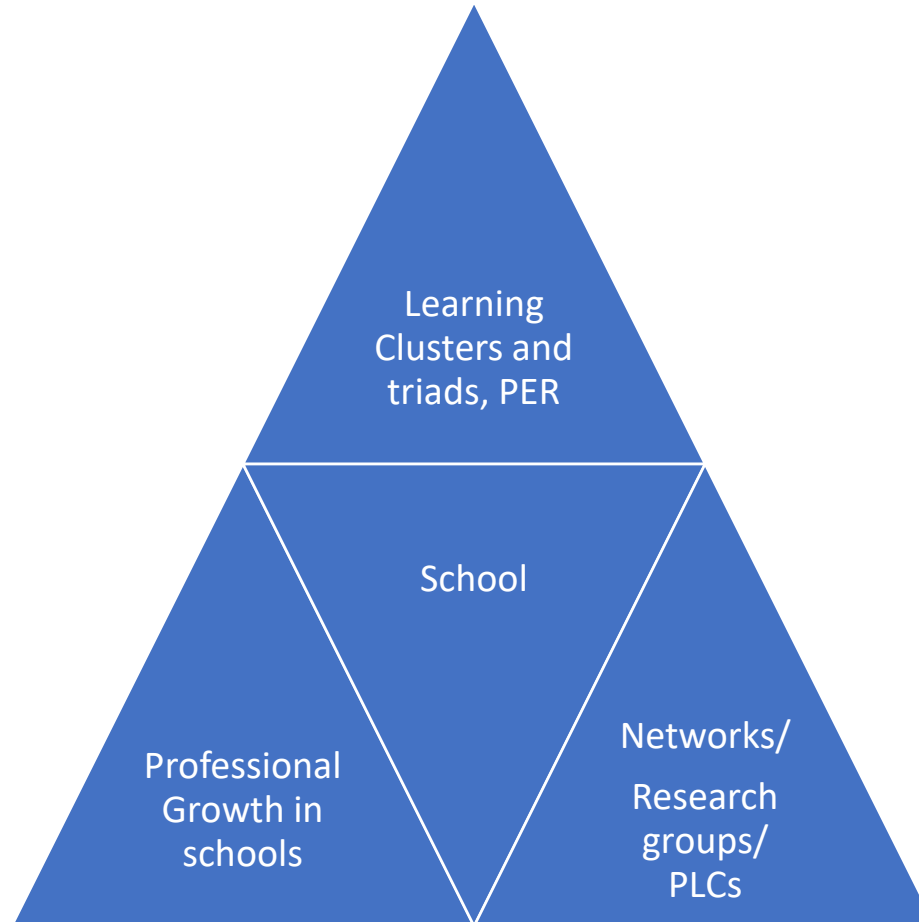 Learning
Clusters and
triads, PER
School
Professional
Growth in
schools
Networks/
Research
groups/
PLCs